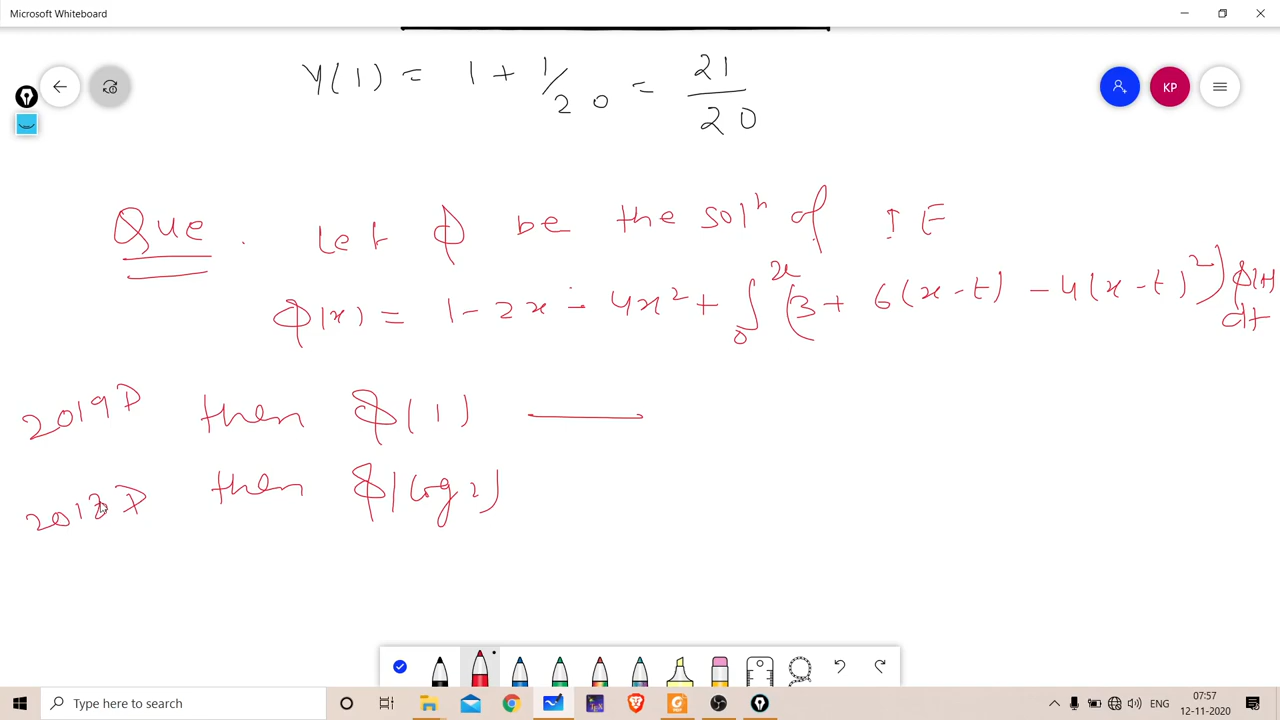 Microsoft Whiteboard
Y(1) = 1 + 1/20 = 21/20
KP
Que. Let ϕ be the solⁿ of IE
ϕ(x) = 1 - 2x - 4x² + ∫₀ˣ (3 + 6(x-t) - 4(x-t)²) ϕ(t) dt
2019 D then ϕ(1) ______
then ϕ(log 2)
Type here to search
07:57
ENG
12-11-2020